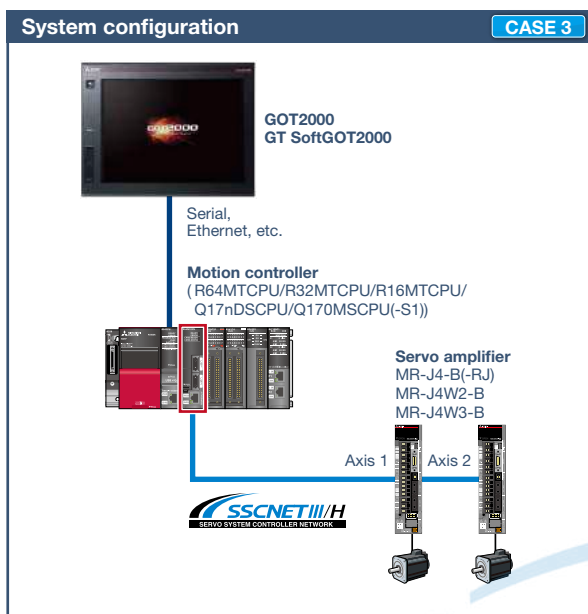 System configuration
CASE 3
GOT2000
GOT2000
GT SoftGOT2000
Serial,
Ethernet, etc.
Motion controller
( R64MTCPU/R32MTCPU/R16MTCPU/
Q17nDSCPU/Q170MSCPU(-S1))
Servo amplifier
MR-J4-B(-RJ)
MR-J4W2-B
MR-J4W3-B
Axis 1
Axis 2
SSCNETIII/H
SERVO SYSTEM CONTROLLER NETWORK